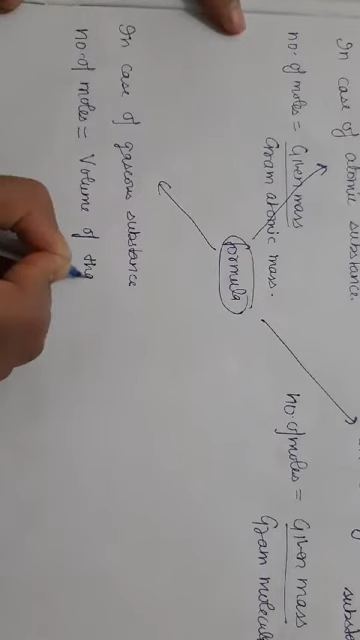 In case of atomic substance.
no. of moles = Given mass
Gram atomic mass.
formula
no. of moles = Given mass
Gram
subst
In case of gaseous substance
no. of moles = Volume of the